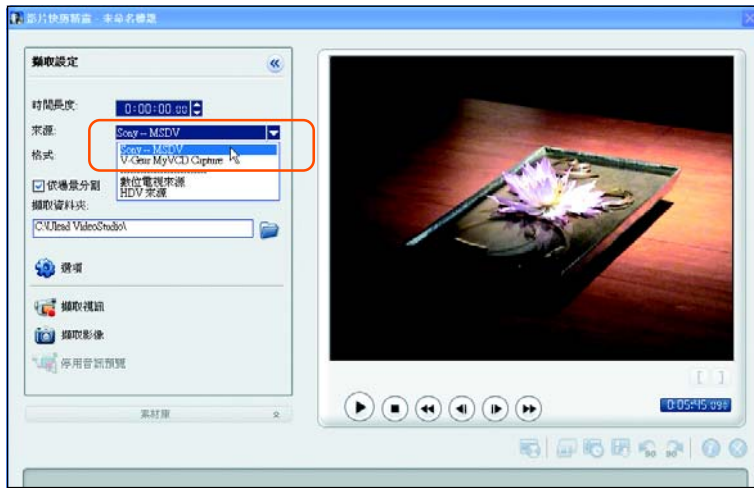 影片快剪精靈 - 未命名標題
擷取設定
時間長度:
0:00:00.00
來源:
Sony -- MSDV
Sony -- MSDV
格式:
V-Gear MyVCD Capture
數位電視來源
HDV 來源
依場景分割
擷取資料夾:
C:\Ulead VideoStudio\
選項
擷取視訊
擷取影像
停用音訊預覽
[ ]
素材庫
0:05:45.09
90
90